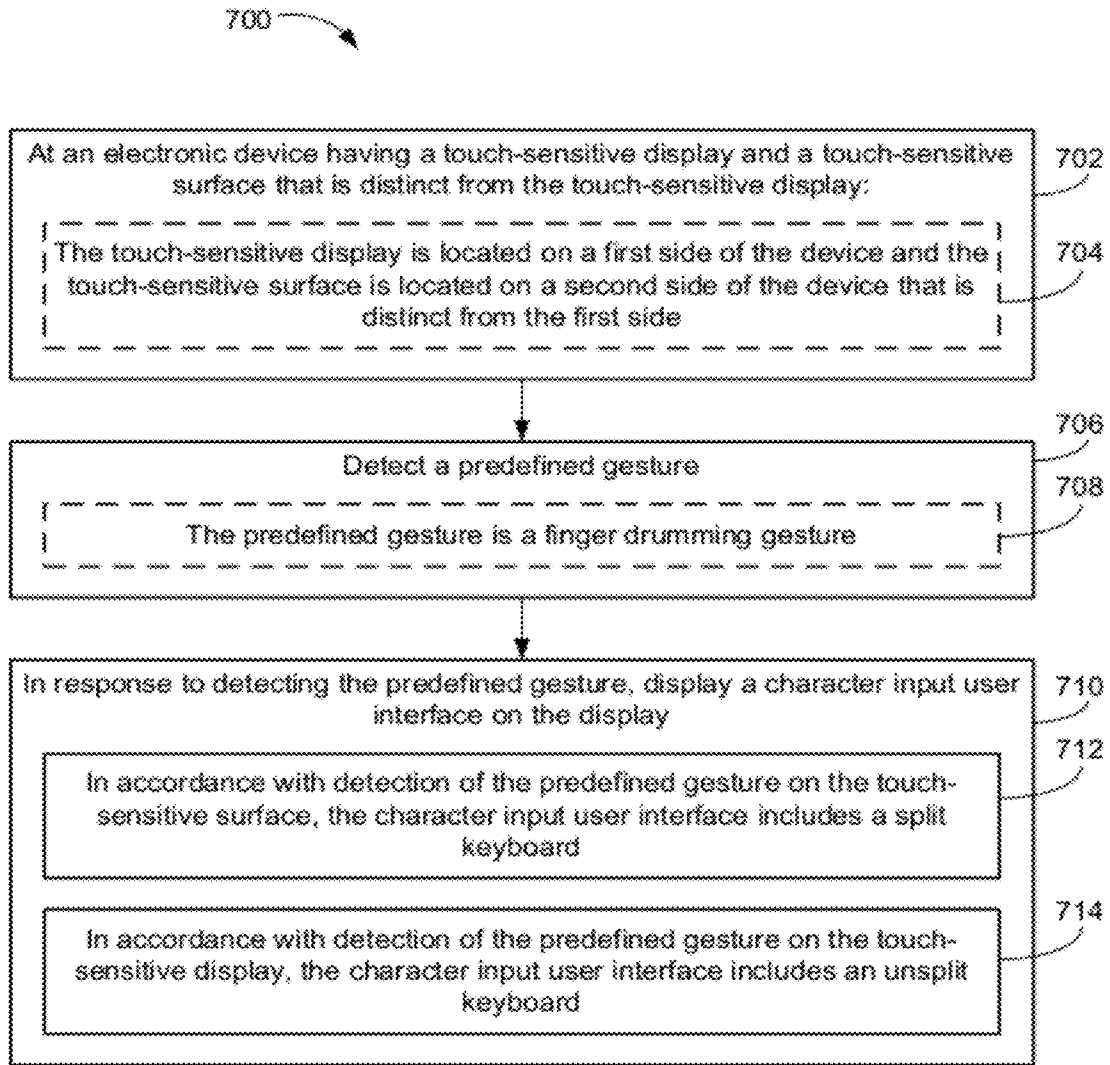 700
At an electronic device having a touch-sensitive display and a touch-sensitive
surface that is distinct from the touch-sensitive display:
702
The touch-sensitive display is located on a first side of the device and the
touch-sensitive surface is located on a second side of the device that is
distinct from the first side
704
Detect a predefined gesture
706
The predefined gesture is a finger drumming gesture
708
In response to detecting the predefined gesture, display a character input user
interface on the display
710
In accordance with detection of the predefined gesture on the touch-
sensitive surface, the character input user interface includes a split
keyboard
712
In accordance with detection of the predefined gesture on the touch-
sensitive display, the character input user interface includes an unsplit
keyboard
714